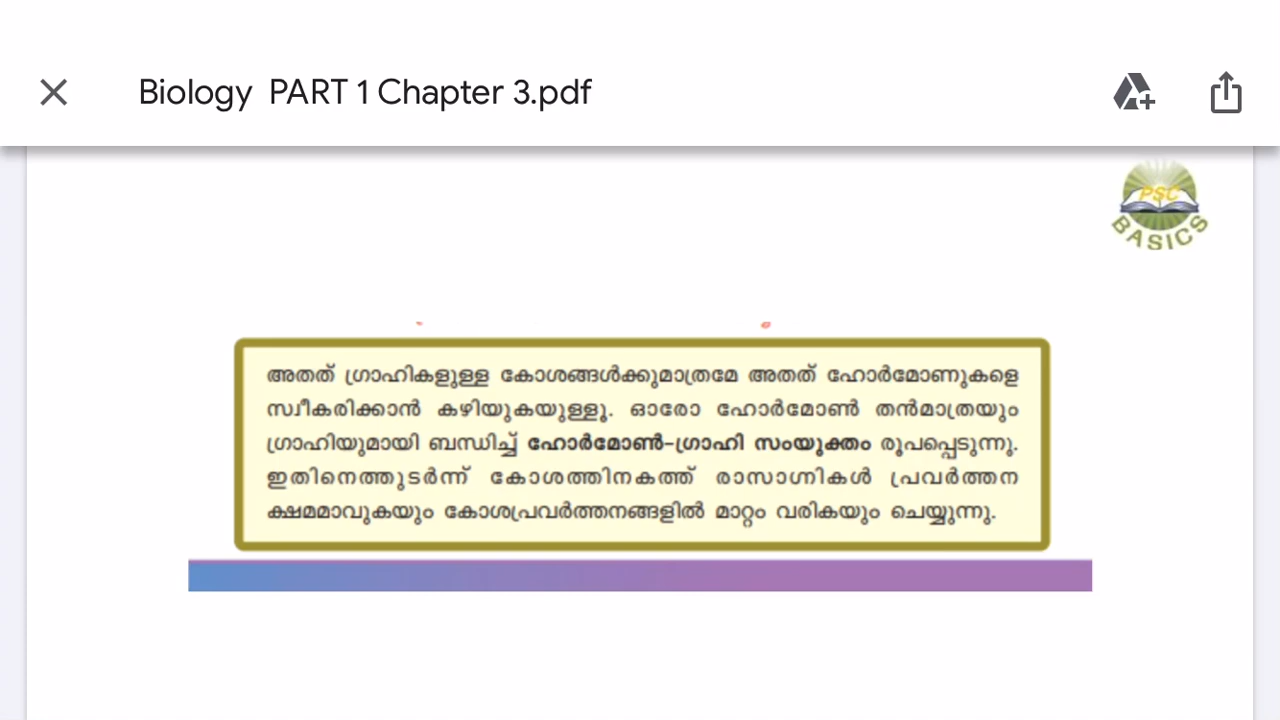 Biology PART 1 Chapter 3.pdf
PSC
BASICS
അതത് ഗ്രാഹികളുള്ള കോശങ്ങൾക്കുമാത്രമേ അതത് ഹോർമോണുകളെ
സ്വീകരിക്കാൻ കഴിയുകയുള്ളൂ. ഓരോ ഹോർമോൺ തൻമാത്രയും
ഗ്രാഹിയുമായി ബന്ധിച്ച് ഹോർമോൺ-ഗ്രാഹി സംയുക്തം രൂപപ്പെടുന്നു.
ഇതിനെത്തുടർന്ന് കോശത്തിനകത്ത് രാസാഗ്നികൾ പ്രവർത്തന
ക്ഷമമാവുകയും കോശപ്രവർത്തനങ്ങളിൽ മാറ്റം വരികയും ചെയ്യുന്നു.